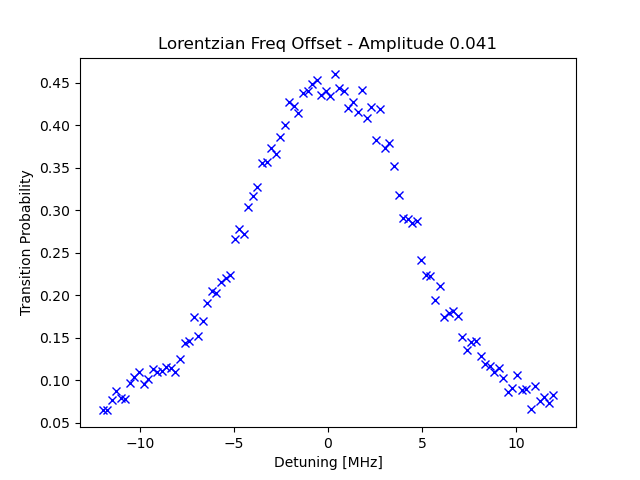 Lorentzian Freq Offset - Amplitude 0.041
Transition Probability
0.45
0.40
0.35
0.30
0.25
0.20
0.15
0.10
0.05
−10 −5 0 5 10
Detuning [MHz]